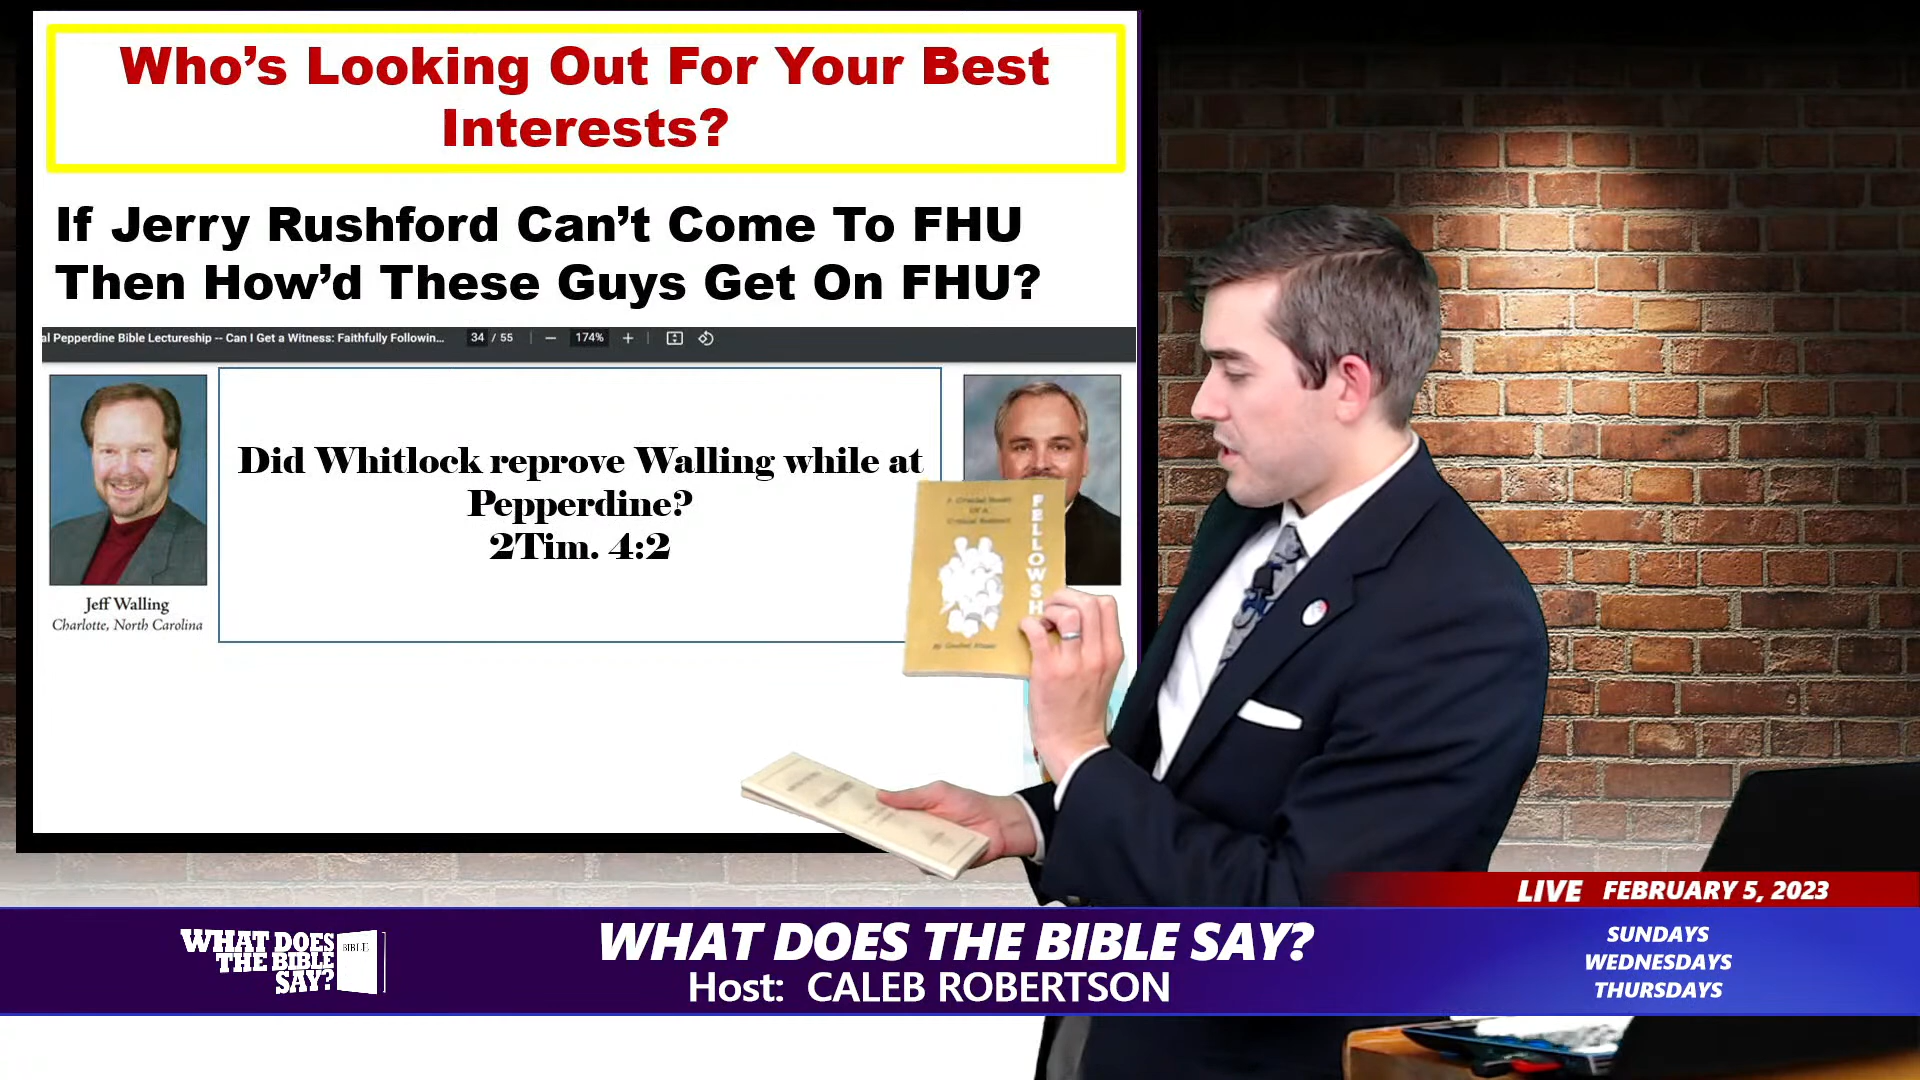 Who's Looking Out For Your Best
Interests?
If Jerry Rushford Can't Come To FHU
Then How'd These Guys Get On FHU?
al Pepperdine Bible Lectureship -- Can I Get a Witness: Faithfully Followin...
34 / 55
174%
Did Whitlock reprove Walling while at
Pepperdine?
2Tim. 4:2
Jeff Walling
Charlotte, North Carolina
FELLOWSH
LIVE FEBRUARY 5, 2023
WHAT DOES
THE BIBLE
SAY?
BIBLE
WHAT DOES THE BIBLE SAY?
Host: CALEB ROBERTSON
SUNDAYS
WEDNESDAYS
THURSDAYS